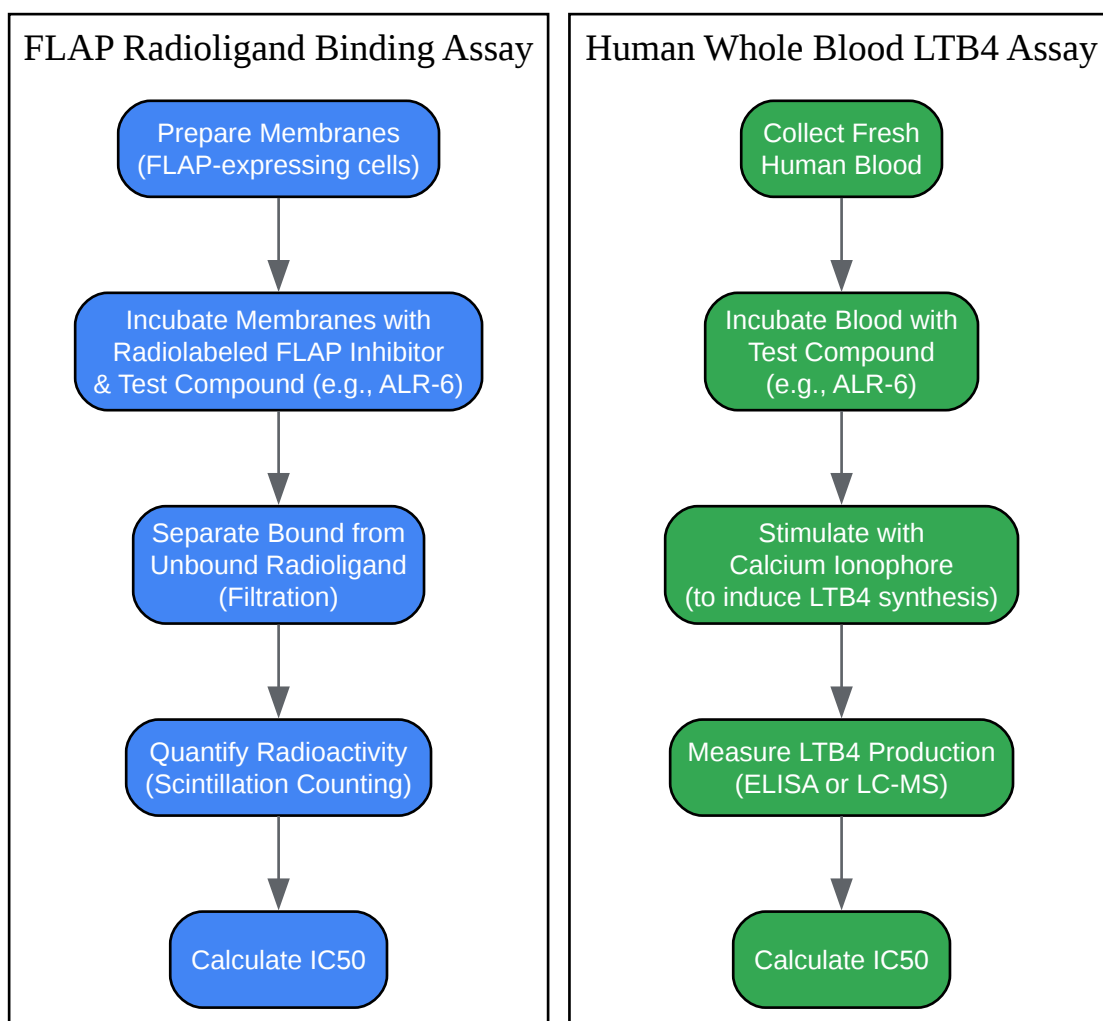 FLAP Radioligand Binding Assay
Prepare Membranes
(FLAP-expressing cells)
Incubate Membranes with
Radiolabeled FLAP Inhibitor
& Test Compound (e.g., ALR-6)
Separate Bound from
Unbound Radioligand
(Filtration)
Quantify Radioactivity
(Scintillation Counting)
Calculate IC50
Human Whole Blood LTB4 Assay
Collect Fresh
Human Blood
Incubate Blood with
Test Compound
(e.g., ALR-6)
Stimulate with
Calcium Ionophore
(to induce LTB4 synthesis)
Measure LTB4 Production
(ELISA or LC-MS)
Calculate IC50